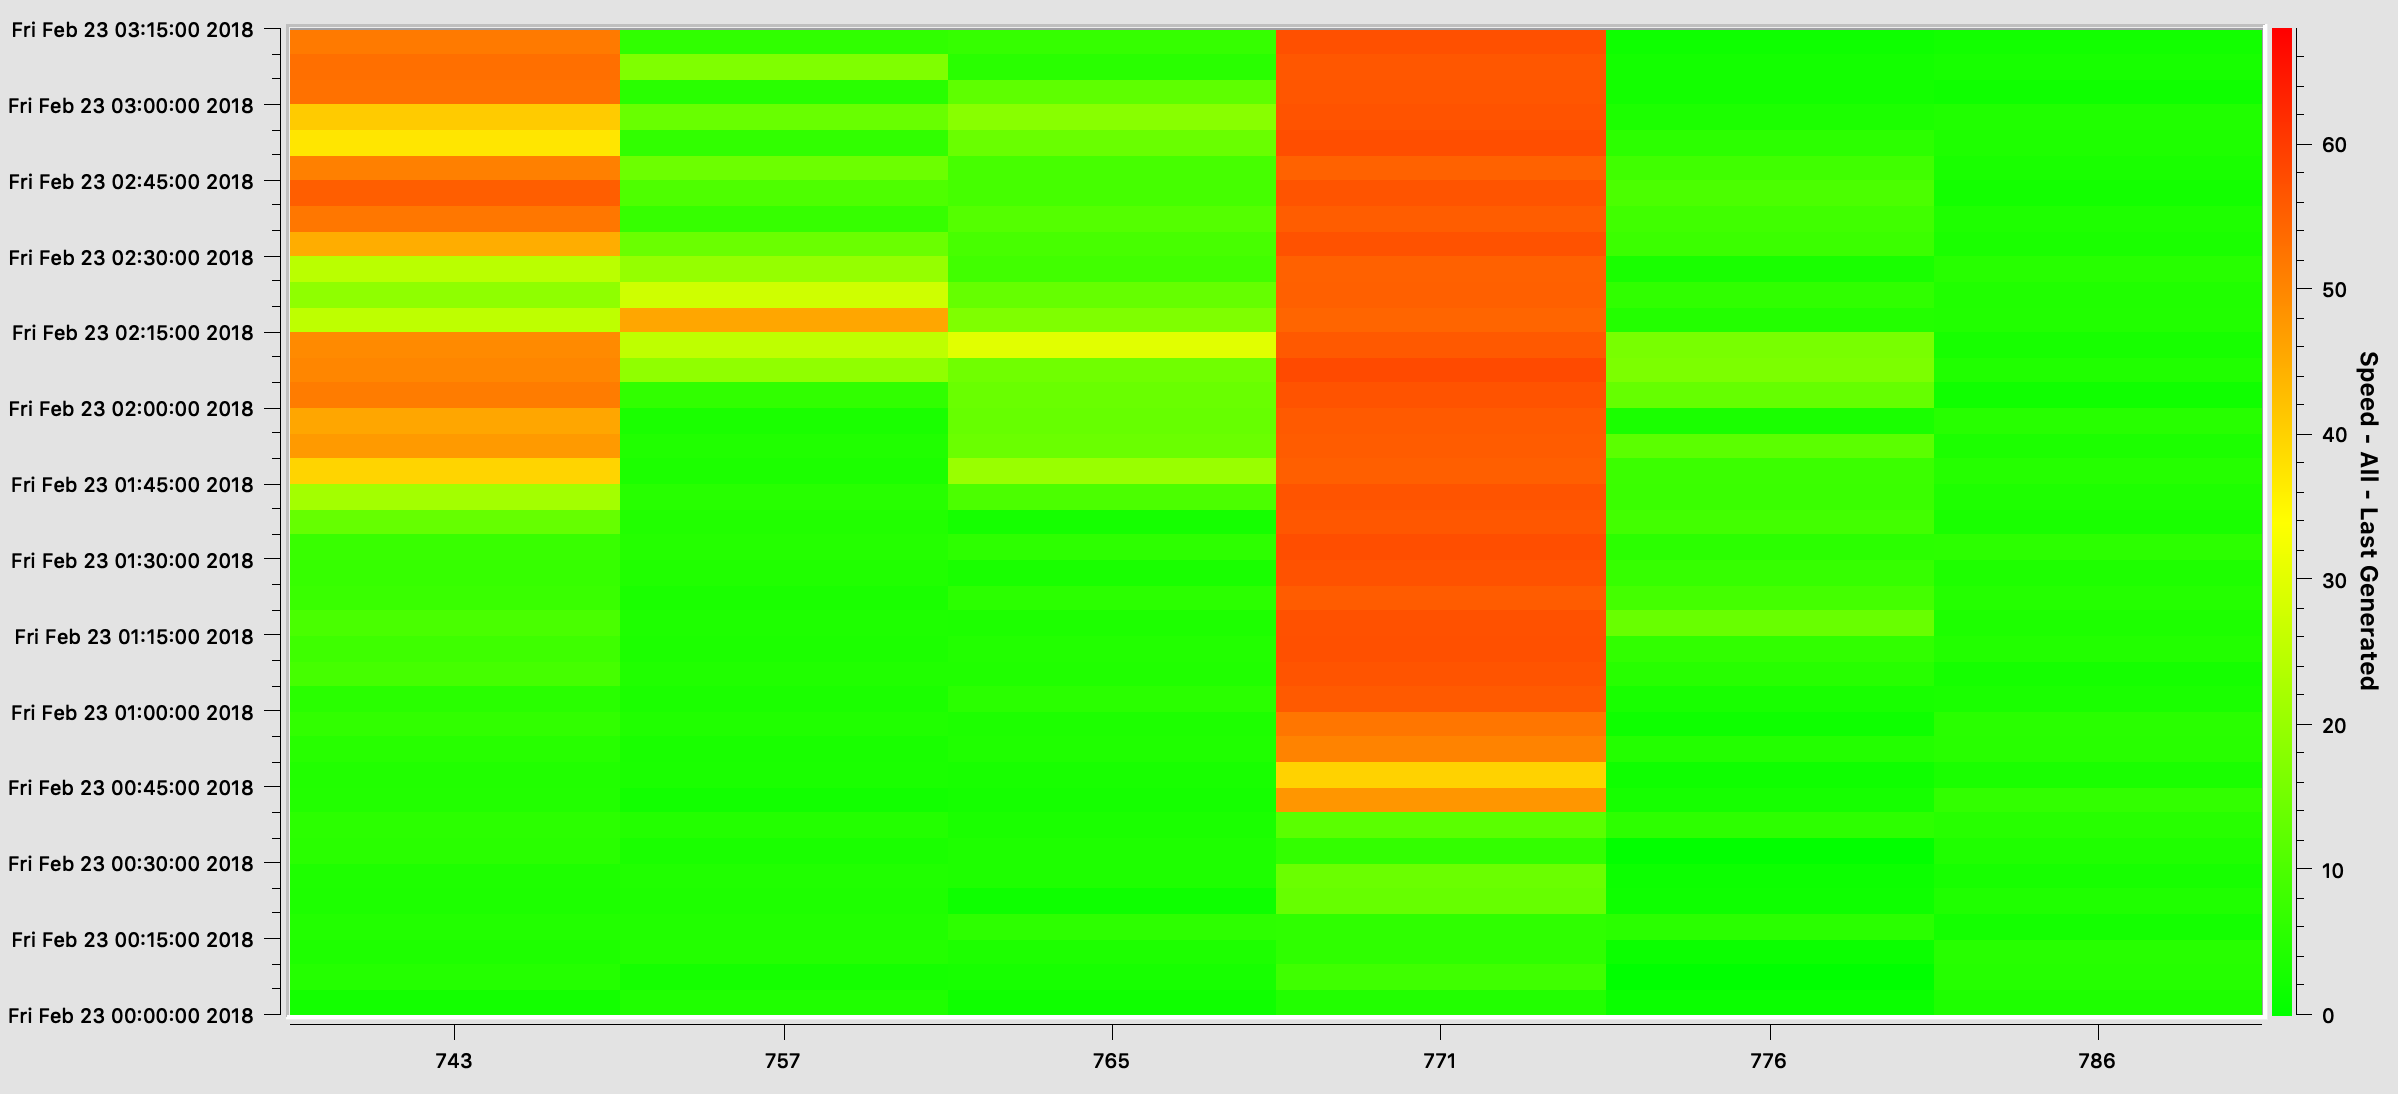 Fri Feb 23 03:15:00 2018
Fri Feb 23 03:00:00 2018
Fri Feb 23 02:45:00 2018
Fri Feb 23 02:30:00 2018
Fri Feb 23 02:15:00 2018
Fri Feb 23 02:00:00 2018
Fri Feb 23 01:45:00 2018
Fri Feb 23 01:30:00 2018
Fri Feb 23 01:15:00 2018
Fri Feb 23 01:00:00 2018
Fri Feb 23 00:45:00 2018
Fri Feb 23 00:30:00 2018
Fri Feb 23 00:15:00 2018
Fri Feb 23 00:00:00 2018
743 757 765 771 776 786
60
50
40
30
20
10
0
Speed - All - Last Generated